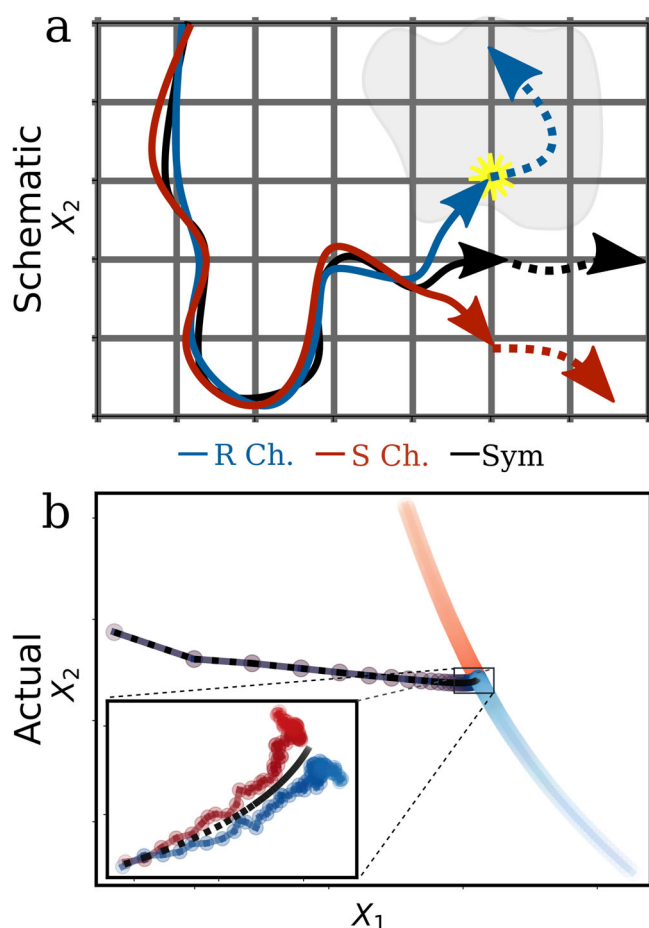 a
Schematic
X₂
R Ch. S Ch. Sym
b
Actual
X₂
X₁